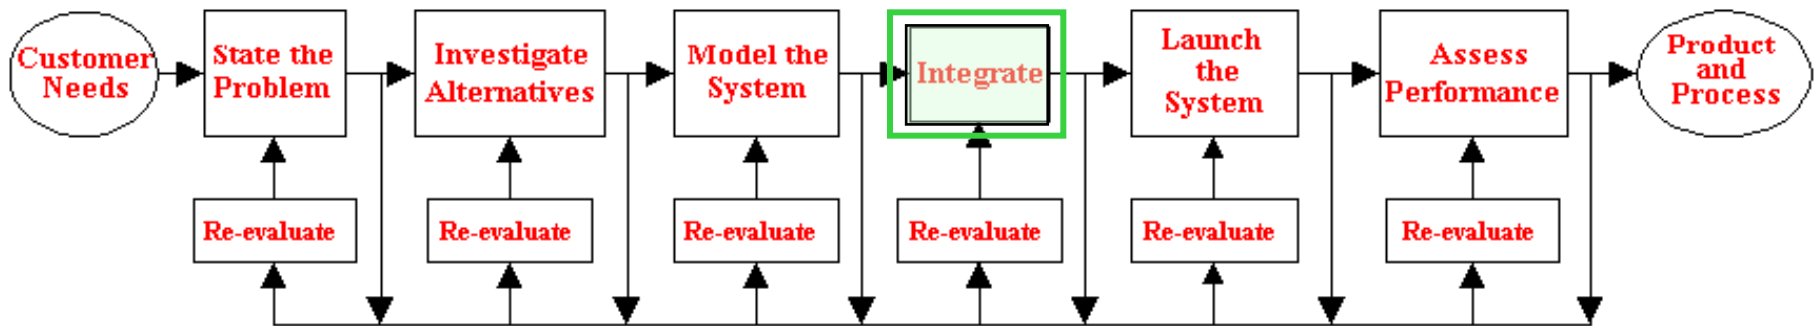 Customer
Needs
State the
Problem
Investigate
Alternatives
Model the
System
Integrate
Launch
the
System
Assess
Performance
Product
and
Process
Re-evaluate
Re-evaluate
Re-evaluate
Re-evaluate
Re-evaluate
Re-evaluate